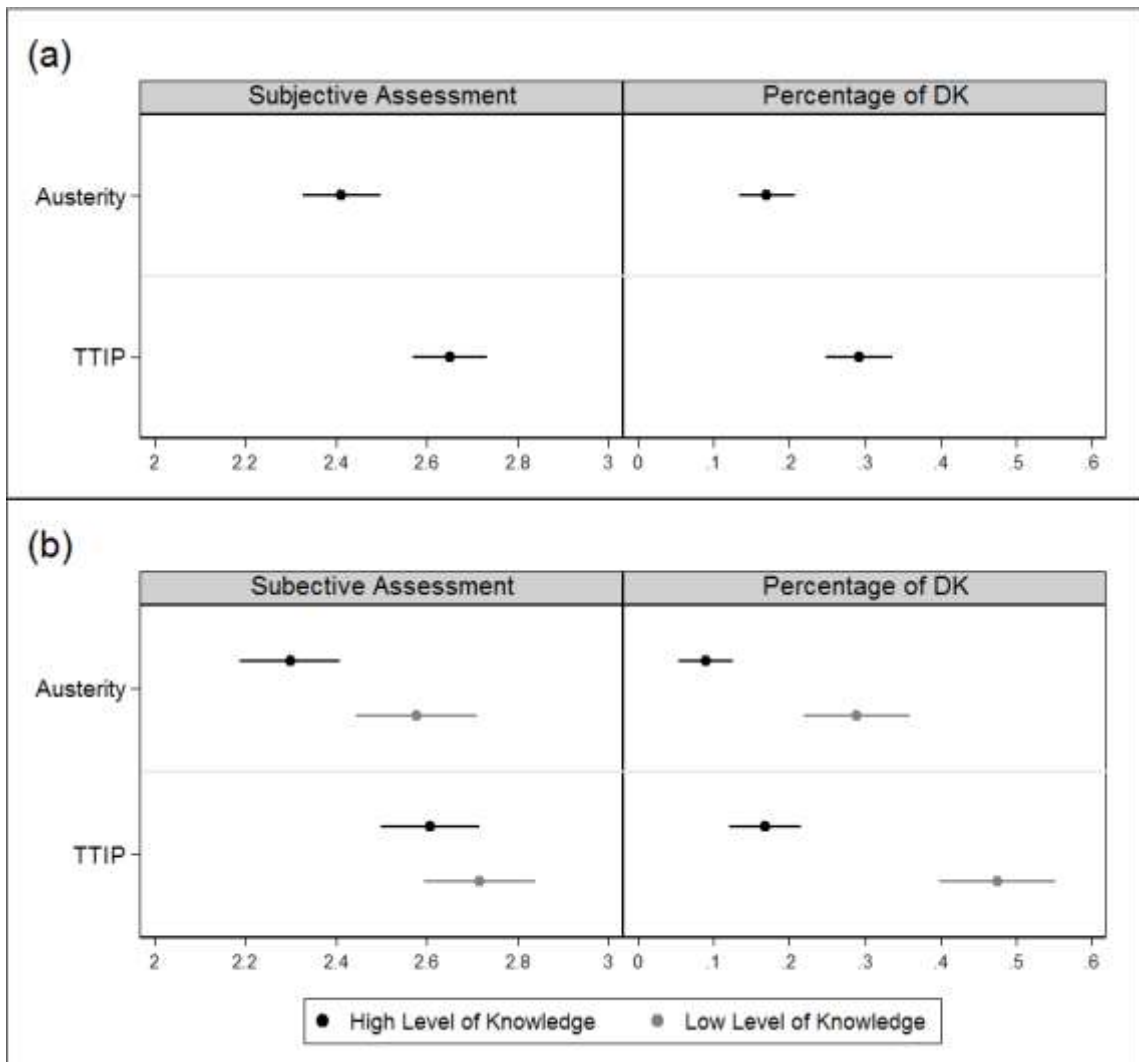 (a)
Subjective Assessment Percentage of DK
Austerity
TTIP
2 2.2 2.4 2.6 2.8 3 0 .1 .2 .3 .4 .5 .6
(b)
Subective Assessment Percentage of DK
Austerity
TTIP
2 2.2 2.4 2.6 2.8 3 0 .1 .2 .3 .4 .5 .6
High Level of Knowledge Low Level of Knowledge